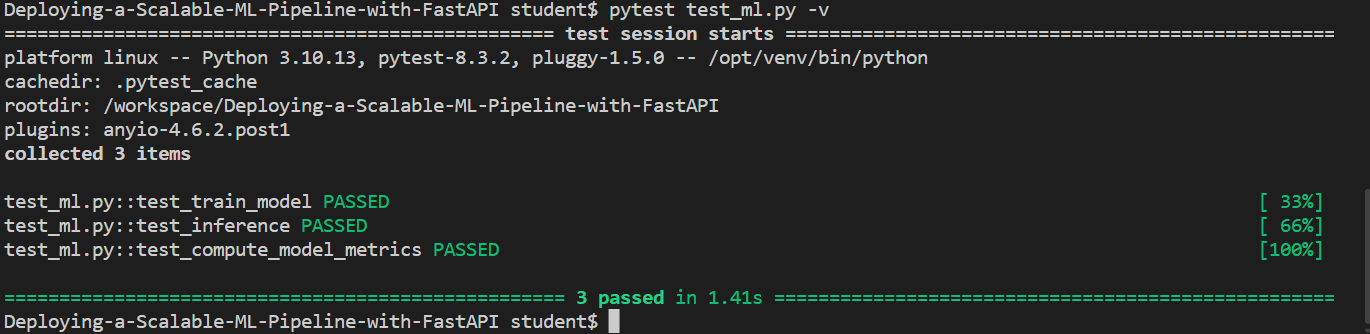 Deploying-a-Scalable-ML-Pipeline-with-FastAPI student$ pytest test_ml.py -v
================================================== test session starts ==================================================
platform linux -- Python 3.10.13, pytest-8.3.2, pluggy-1.5.0 -- /opt/venv/bin/python
cachedir: .pytest_cache
rootdir: /workspace/Deploying-a-Scalable-ML-Pipeline-with-FastAPI
plugins: anyio-4.6.2.post1
collected 3 items
test_ml.py::test_train_model PASSED [ 33%]
test_ml.py::test_inference PASSED [ 66%]
test_ml.py::test_compute_model_metrics PASSED [100%]
=================================================== 3 passed in 1.41s ===================================================
Deploying-a-Scalable-ML-Pipeline-with-FastAPI student$